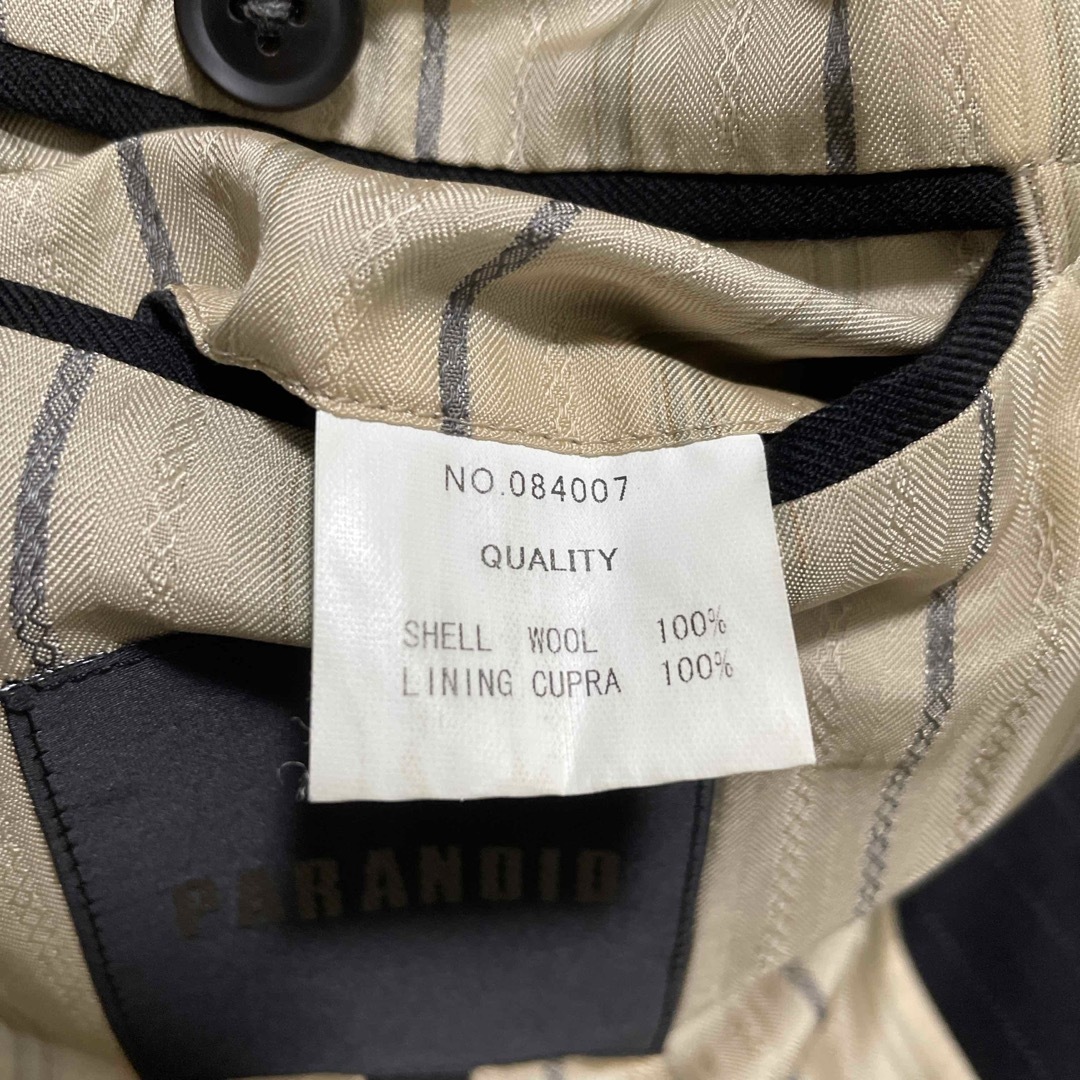 NO.084007
QUALITY
SHELL WOOL 100%
LINING CUPRA 100%
PARANOID